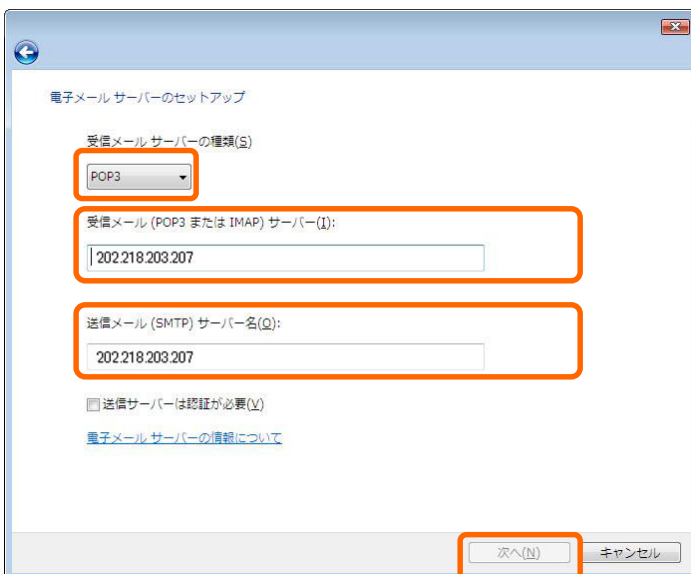 電子メール サーバーのセットアップ
受信メール サーバーの種類(S)
POP3
受信メール (POP3 または IMAP) サーバー(I):
202.218.203.207
送信メール (SMTP) サーバー名(O):
202.218.203.207
送信サーバーは認証が必要(V)
電子メール サーバーの情報について
次へ(N) キャンセル